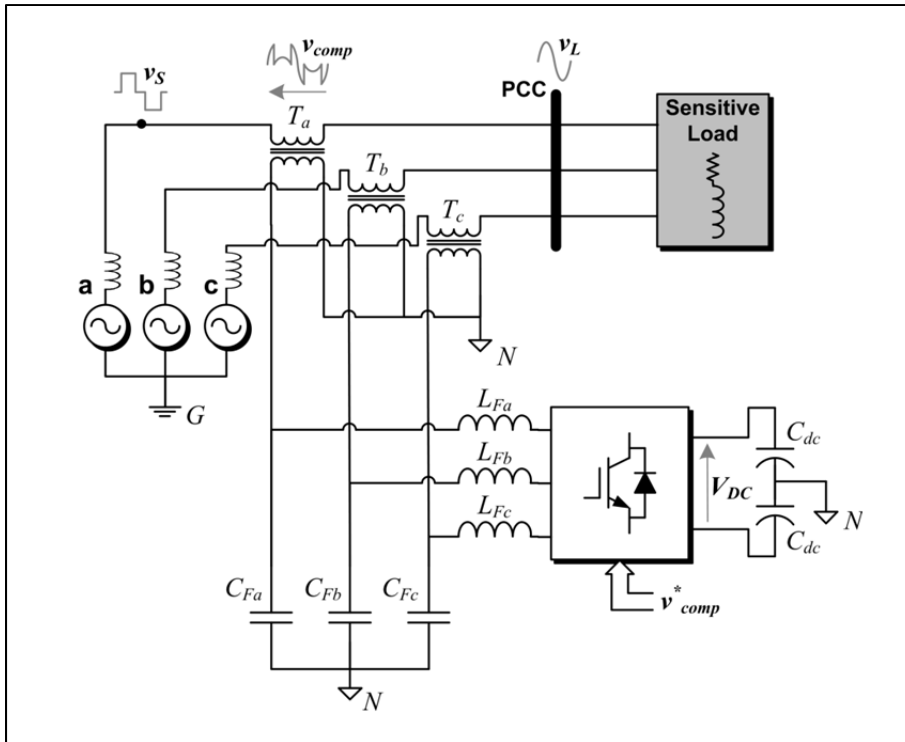 v_comp
v_L
v_S
PCC
Sensitive
Load
T_a
T_b
T_c
a
b
c
N
G
L_Fa
C_dc
L_Fb
V_DC
N
L_Fc
C_dc
C_Fa
C_Fb
C_Fc
v*_comp
N